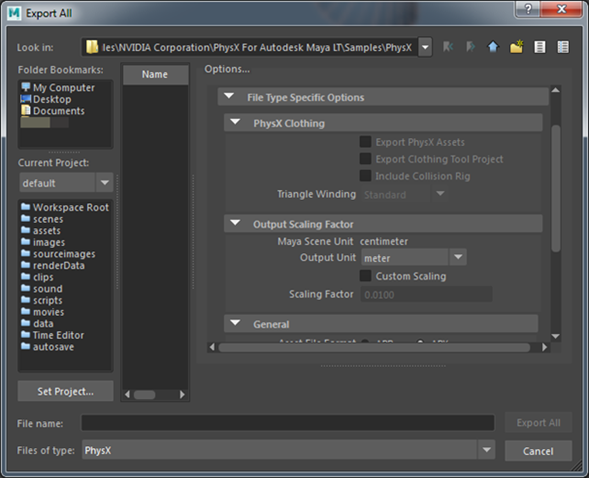 Export All
Look in: les\NVIDIA Corporation\PhysX For Autodesk Maya LT\Samples\PhysX
Folder Bookmarks:
My Computer
Desktop
Documents
Current Project:
default
Workspace Root
scenes
assets
images
sourceimages
renderData
clips
sound
scripts
movies
data
Time Editor
autosave
Set Project...
Name
Options...
File Type Specific Options
PhysX Clothing
Export PhysX Assets
Export Clothing Tool Project
Include Collision Rig
Triangle Winding Standard
Output Scaling Factor
Maya Scene Unit centimeter
Output Unit meter
Custom Scaling
Scaling Factor 0.0100
General
Asset File Format APB APX
File name: Export All
Files of type: PhysX Cancel